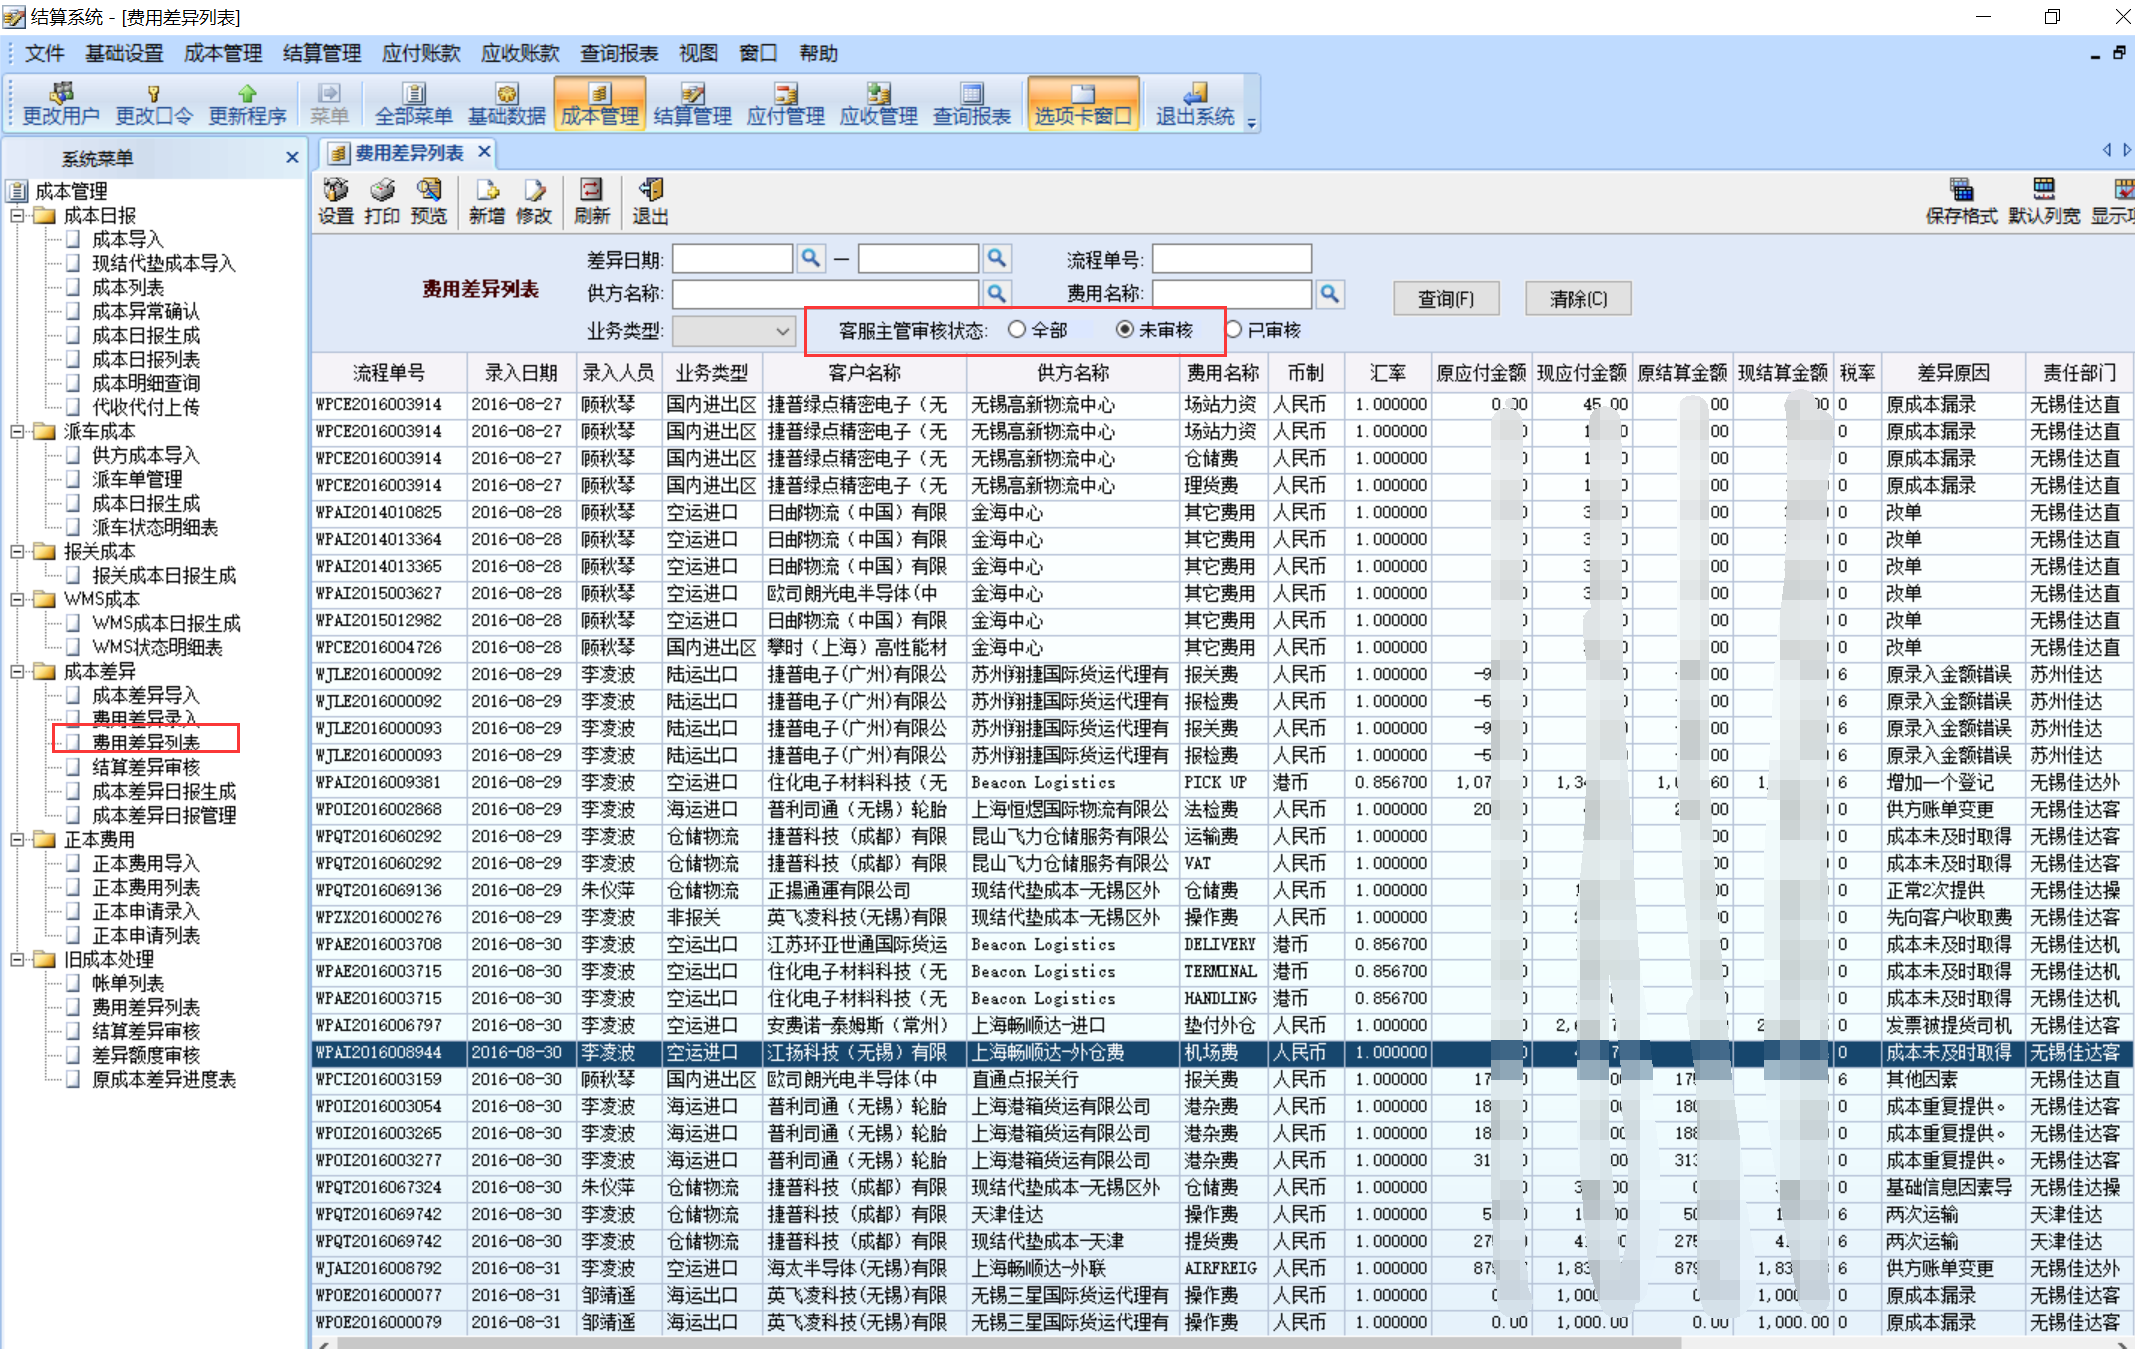 结算系统 - [费用差异列表]
文件 基础设置 成本管理 结算管理 应付账款 应收账款 查询报表 视图 窗口 帮助
更改用户 更改口令 更新程序 菜单 全部菜单 基础数据 成本管理 结算管理 应付管理 应收管理 查询报表 选项卡窗口 退出系统
系统菜单
成本管理
成本日报
成本导入
现结代垫成本导入
成本列表
成本异常确认
成本日报生成
成本日报列表
成本明细查询
代收代付上传
派车成本
供方成本导入
派车单管理
成本日报生成
派车状态明细表
报关成本
报关成本日报生成
WMS成本
WMS成本日报生成
WMS状态明细表
成本差异
成本差异导入
费用差异录入
费用差异列表
结算差异审核
成本差异日报生成
成本差异日报管理
正本费用
正本费用导入
正本费用列表
正本申请录入
正本申请列表
旧成本处理
帐单列表
费用差异列表
结算差异审核
差异额度审核
原成本差异进度表
费用差异列表
设置 打印 预览 新增 修改 刷新 退出 保存格式 默认列宽 显示
费用差异列表
差异日期: — 流程单号:
供方名称: 费用名称: 查询(F) 清除(C)
业务类型: 客服主管审核状态: 全部 未审核 已审核
流程单号 录入日期 录入人员 业务类型 客户名称 供方名称 费用名称 币制 汇率 原应付金额 现应付金额 原结算金额 现结算金额 税率 差异原因 责任部门
WPCE2016003914 2016-08-27 顾秋琴 国内进出区 捷普绿点精密电子（无 无锡高新物流中心 场站力资 人民币 1.000000 0 原成本漏录 无锡佳达直
WPCE2016003914 2016-08-27 顾秋琴 国内进出区 捷普绿点精密电子（无 无锡高新物流中心 场站力资 人民币 1.000000 0 原成本漏录 无锡佳达直
WPCE2016003914 2016-08-27 顾秋琴 国内进出区 捷普绿点精密电子（无 无锡高新物流中心 仓储费 人民币 1.000000 0 原成本漏录 无锡佳达直
WPCE2016003914 2016-08-27 顾秋琴 国内进出区 捷普绿点精密电子（无 无锡高新物流中心 理货费 人民币 1.000000 0 原成本漏录 无锡佳达直
WPAI2014010825 2016-08-28 顾秋琴 空运进口 日邮物流（中国）有限 金海中心 其它费用 人民币 1.000000 0 改单 无锡佳达直
WPAI2014013364 2016-08-28 顾秋琴 空运进口 日邮物流（中国）有限 金海中心 其它费用 人民币 1.000000 0 改单 无锡佳达直
WPAI2014013365 2016-08-28 顾秋琴 空运进口 日邮物流（中国）有限 金海中心 其它费用 人民币 1.000000 0 改单 无锡佳达直
WPAI2015003627 2016-08-28 顾秋琴 空运进口 欧司朗光电半导体(中 金海中心 其它费用 人民币 1.000000 0 改单 无锡佳达直
WPAI2015012982 2016-08-28 顾秋琴 空运进口 日邮物流（中国）有限 金海中心 其它费用 人民币 1.000000 0 改单 无锡佳达直
WPCE2016004726 2016-08-28 顾秋琴 国内进出区 攀时（上海）高性能材 金海中心 其它费用 人民币 1.000000 0 改单 无锡佳达直
WJLE2016000092 2016-08-29 李凌波 陆运出口 捷普电子(广州)有限公 苏州翔捷国际货运代理有 报关费 人民币 1.000000 6 原录入金额错误 苏州佳达
WJLE2016000092 2016-08-29 李凌波 陆运出口 捷普电子(广州)有限公 苏州翔捷国际货运代理有 报检费 人民币 1.000000 6 原录入金额错误 苏州佳达
WJLE2016000093 2016-08-29 李凌波 陆运出口 捷普电子(广州)有限公 苏州翔捷国际货运代理有 报关费 人民币 1.000000 6 原录入金额错误 苏州佳达
WJLE2016000093 2016-08-29 李凌波 陆运出口 捷普电子(广州)有限公 苏州翔捷国际货运代理有 报检费 人民币 1.000000 6 原录入金额错误 苏州佳达
WPAI2016009381 2016-08-29 李凌波 空运进口 住化电子材料科技（无 Beacon Logistics PICK UP 港币 0.856700 6 增加一个登记 无锡佳达外
WPOI2016002868 2016-08-29 李凌波 海运进口 普利司通（无锡）轮胎 上海恒煜国际物流有限公 法检费 人民币 1.000000 6 供方账单变更 无锡佳达客
WPQT2016060292 2016-08-29 李凌波 仓储物流 捷普科技（成都）有限 昆山飞力仓储服务有限公 运输费 人民币 1.000000 0 成本未及时取得 无锡佳达客
WPQT2016060292 2016-08-29 李凌波 仓储物流 捷普科技（成都）有限 昆山飞力仓储服务有限公 VAT 人民币 1.000000 0 成本未及时取得 无锡佳达客
WPQT2016069136 2016-08-29 朱仪萍 仓储物流 正揚通運有限公司 现结代垫成本-无锡区外 仓储费 人民币 1.000000 0 正常2次提供 无锡佳达操
WPZX2016000276 2016-08-29 李凌波 非报关 英飞凌科技(无锡)有限 现结代垫成本-无锡区外 操作费 人民币 1.000000 0 先向客户收取费 无锡佳达客
WPAE2016003708 2016-08-30 李凌波 空运出口 江苏环亚世通国际货运 Beacon Logistics DELIVERY 港币 0.856700 0 成本未及时取得 无锡佳达机
WPAE2016003715 2016-08-30 李凌波 空运出口 住化电子材料科技（无 Beacon Logistics TERMINAL 港币 0.856700 0 成本未及时取得 无锡佳达机
WPAE2016003715 2016-08-30 李凌波 空运出口 住化电子材料科技（无 Beacon Logistics HANDLING 港币 0.856700 0 成本未及时取得 无锡佳达机
WPAI2016006797 2016-08-30 李凌波 空运进口 安费诺-泰姆斯（常州） 上海畅顺达-进口 垫付外仓 人民币 1.000000 0 发票被提货司机 无锡佳达客
WPAI2016008944 2016-08-30 李凌波 空运进口 江扬科技（无锡）有限 上海畅顺达-外仓费 机场费 人民币 1.000000 0 成本未及时取得 无锡佳达客
WPCI2016003159 2016-08-30 顾秋琴 国内进出区 欧司朗光电半导体(中 直通点报关行 报关费 人民币 1.000000 6 其他因素 无锡佳达直
WPOI2016003054 2016-08-30 李凌波 海运进口 普利司通（无锡）轮胎 上海港箱货运有限公司 港杂费 人民币 1.000000 0 成本重复提供。 无锡佳达客
WPOI2016003265 2016-08-30 李凌波 海运进口 普利司通（无锡）轮胎 上海港箱货运有限公司 港杂费 人民币 1.000000 0 成本重复提供。 无锡佳达客
WPOI2016003277 2016-08-30 李凌波 海运进口 普利司通（无锡）轮胎 上海港箱货运有限公司 港杂费 人民币 1.000000 0 成本重复提供。 无锡佳达客
WPQT2016067324 2016-08-30 朱仪萍 仓储物流 捷普科技（成都）有限 现结代垫成本-无锡区外 仓储费 人民币 1.000000 0 基础信息因素导 无锡佳达操
WPQT2016069742 2016-08-30 李凌波 仓储物流 捷普科技（成都）有限 天津佳达 操作费 人民币 1.000000 6 两次运输 天津佳达
WPQT2016069742 2016-08-30 李凌波 仓储物流 捷普科技（成都）有限 现结代垫成本-天津 提货费 人民币 1.000000 6 两次运输 天津佳达
WJAI2016008792 2016-08-31 李凌波 空运进口 海太半导体(无锡)有限 上海畅顺达-外联 AIRFREIG 人民币 1.000000 6 供方账单变更 无锡佳达外
WPOE2016000077 2016-08-31 邹靖遥 海运出口 英飞凌科技(无锡)有限 无锡三星国际货运代理有 操作费 人民币 1.000000 0 原成本漏录 无锡佳达客
WPOE2016000079 2016-08-31 邹靖遥 海运出口 英飞凌科技(无锡)有限 无锡三星国际货运代理有 操作费 人民币 1.000000 0.00 1,000.00 0.00 1,000.00 0 原成本漏录 无锡佳达客